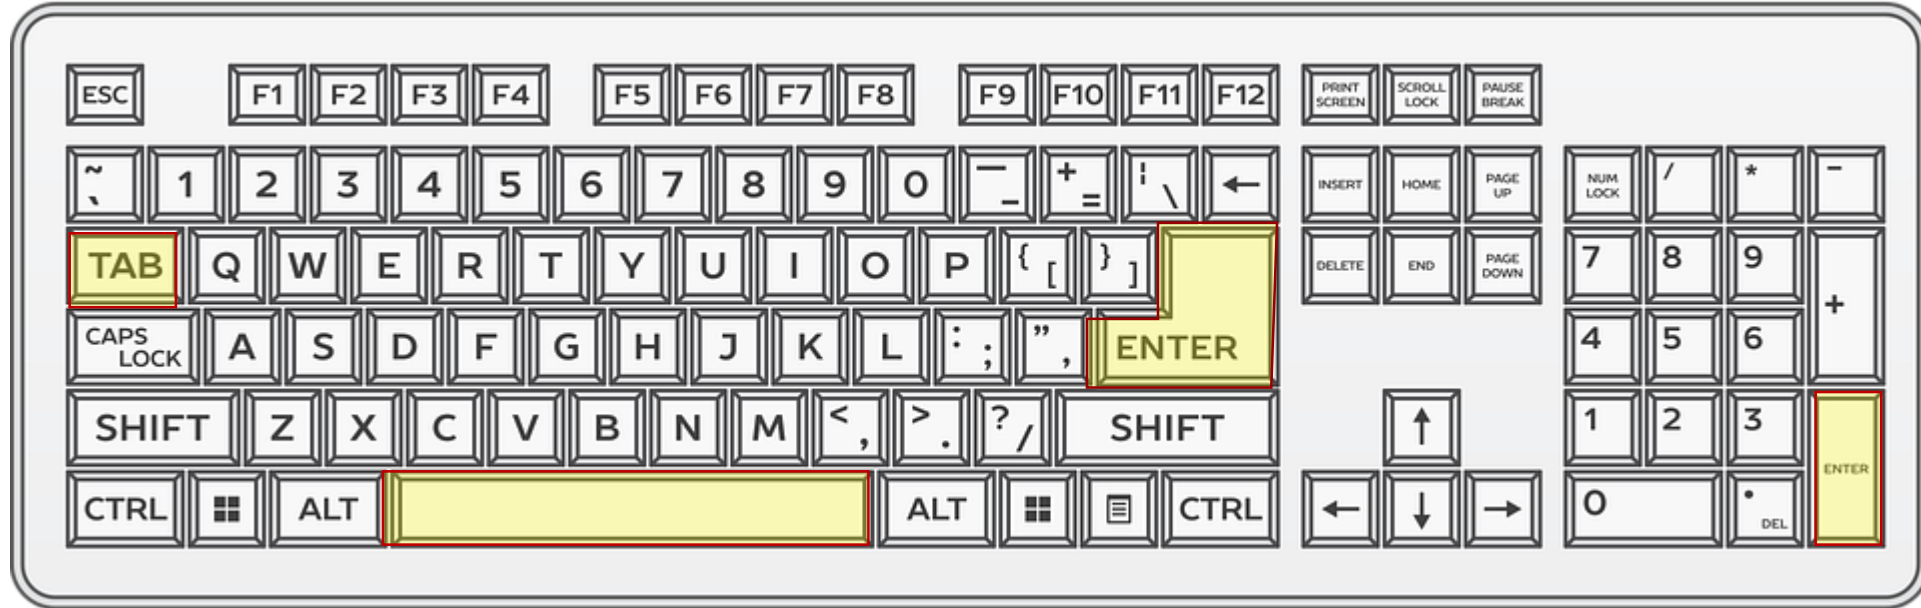 ESC F1 F2 F3 F4 F5 F6 F7 F8 F9 F10 F11 F12 PRINT SCREEN SCROLL LOCK PAUSE BREAK
~ ` 1 2 3 4 5 6 7 8 9 0 — – + = ¦ \ ← INSERT HOME PAGE UP NUM LOCK / * –
TAB Q W E R T Y U I O P { [ } ] DELETE END PAGE DOWN 7 8 9 +
CAPS LOCK A S D F G H J K L : ; ” , ENTER 4 5 6
SHIFT Z X C V B N M < , > . ? / SHIFT ↑ 1 2 3 ENTER
CTRL ALT ALT CTRL ← ↓ → 0 • DEL